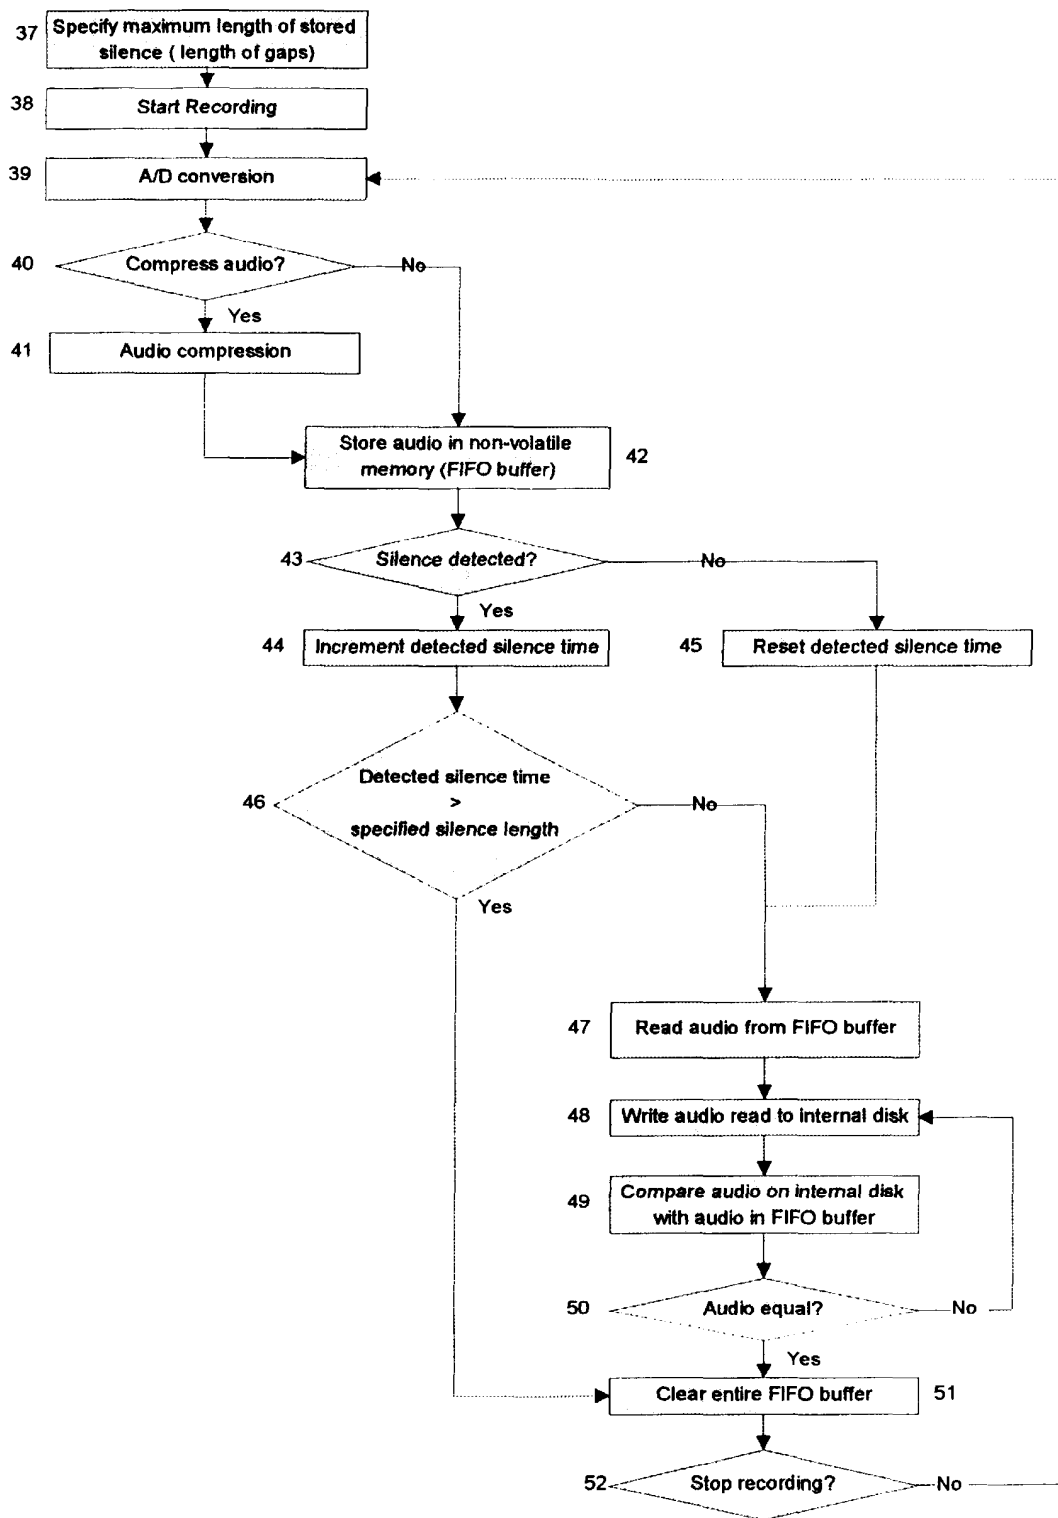 37
Specify maximum length of stored
silence ( length of gaps)
38
Start Recording
39
A/D conversion
40
Compress audio?
No
Yes
41
Audio compression
Store audio in non-volatile
memory (FIFO buffer)
42
43
Silence detected?
No
Yes
44
Increment detected silence time
45
Reset detected silence time
46
Detected silence time
>
specified silence length
No
Yes
47
Read audio from FIFO buffer
48
Write audio read to internal disk
49
Compare audio on internal disk
with audio in FIFO buffer
50
Audio equal?
No
Yes
Clear entire FIFO buffer
51
52
Stop recording?
No